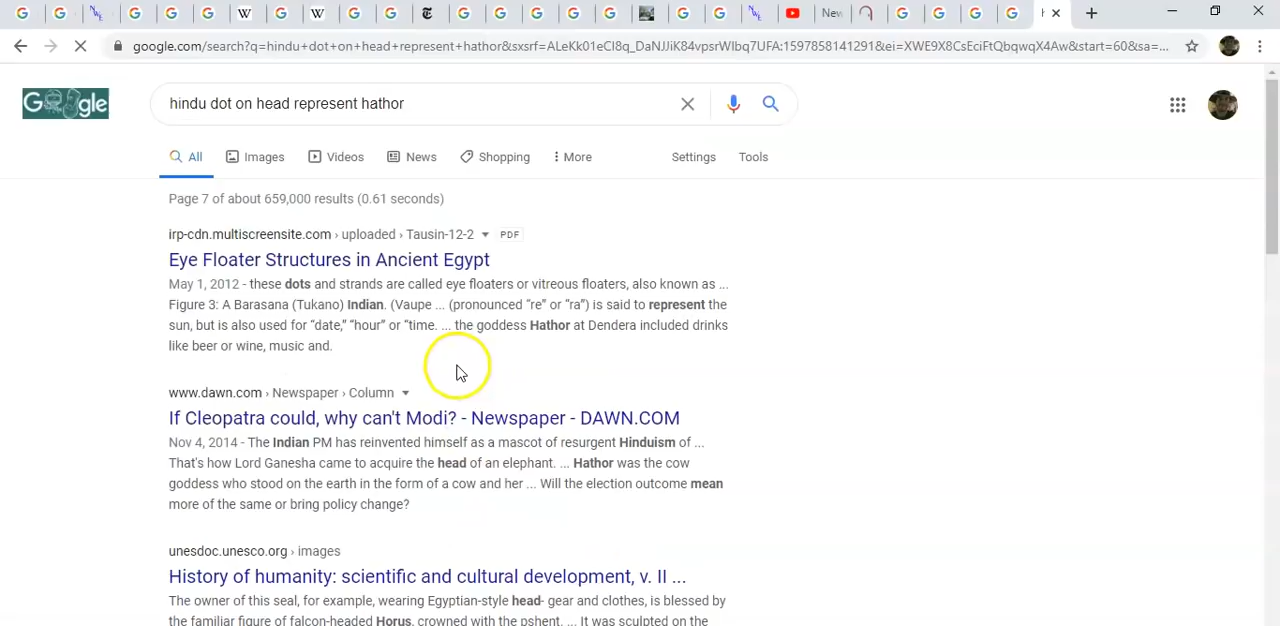 New
google.com/search?q=hindu+dot+on+head+represent+hathor&sxsrf=ALeKk01eCI8q_DaNJJiK84vpsrWIbq7UFA:1597858141291&ei=XWE9X8CsEciFtQbqwqX4Aw&start=60&sa=...
Google
hindu dot on head represent hathor
All Images Videos News Shopping More Settings Tools
Page 7 of about 659,000 results (0.61 seconds)
irp-cdn.multiscreensite.com › uploaded › Tausin-12-2 PDF
Eye Floater Structures in Ancient Egypt
May 1, 2012 - these dots and strands are called eye floaters or vitreous floaters, also known as ...
Figure 3: A Barasana (Tukano) Indian. (Vaupe ... (pronounced “re” or “ra”) is said to represent the
sun, but is also used for “date,” “hour” or “time. ... the goddess Hathor at Dendera included drinks
like beer or wine, music and.
www.dawn.com › Newspaper › Column
If Cleopatra could, why can't Modi? - Newspaper - DAWN.COM
Nov 4, 2014 - The Indian PM has reinvented himself as a mascot of resurgent Hinduism of ...
That's how Lord Ganesha came to acquire the head of an elephant. ... Hathor was the cow
goddess who stood on the earth in the form of a cow and her ... Will the election outcome mean
more of the same or bring policy change?
unesdoc.unesco.org › images
History of humanity: scientific and cultural development, v. II ...
The owner of this seal, for example, wearing Egyptian-style head- gear and clothes, is blessed by
the familiar figure of falcon-headed Horus, crowned with the pshent. ... It was sculpted on the